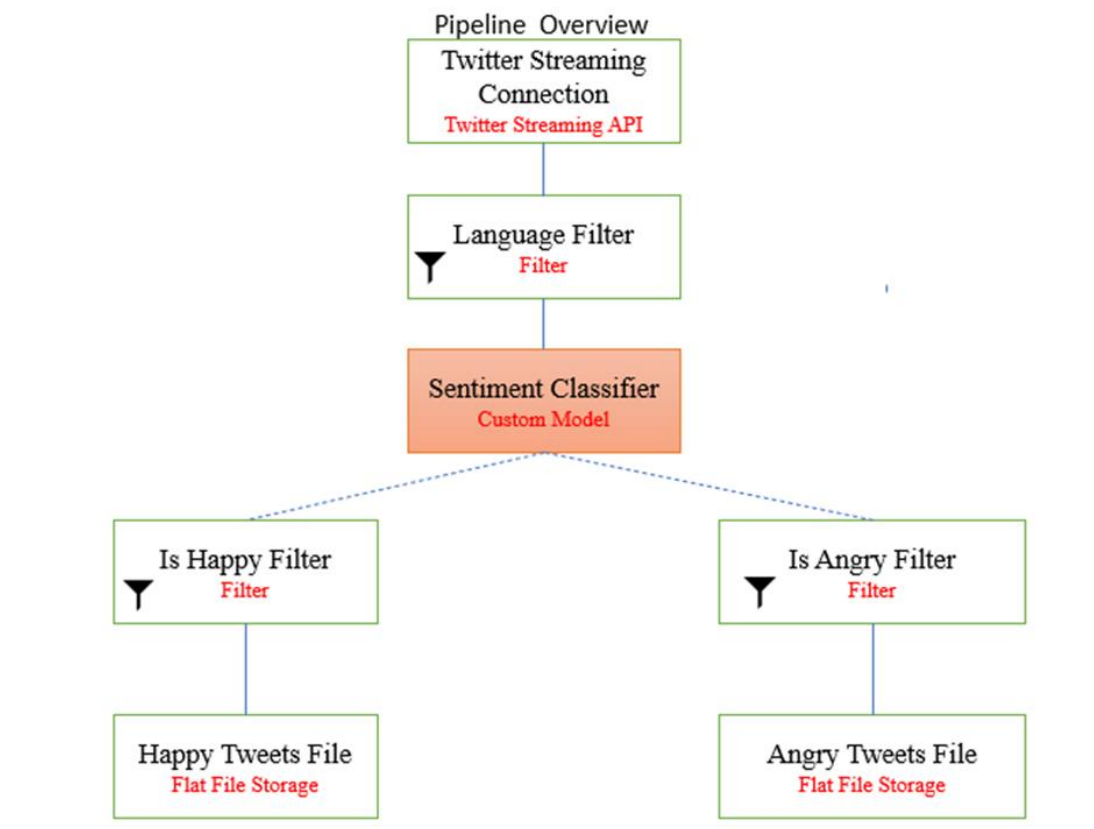 Pipeline Overview
Twitter Streaming
Connection
Twitter Streaming API
Language Filter
Filter
Sentiment Classifier
Custom Model
Is Happy Filter
Filter
Is Angry Filter
Filter
Happy Tweets File
Flat File Storage
Angry Tweets File
Flat File Storage